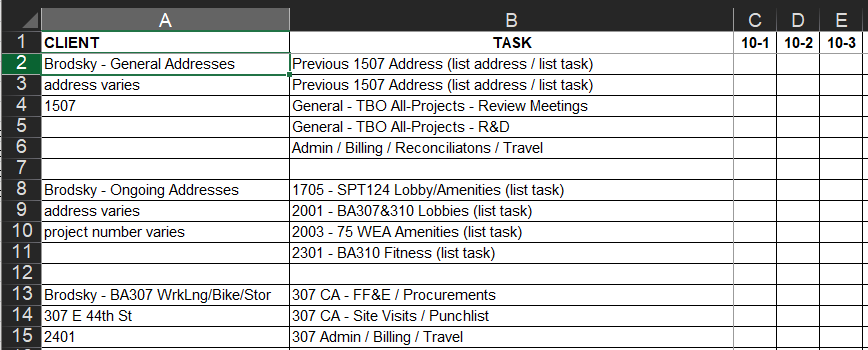 A B C D E
1 CLIENT TASK 10-1 10-2 10-3
2 Brodsky - General Addresses Previous 1507 Address (list address / list task)
3 address varies Previous 1507 Address (list address / list task)
4 1507 General - TBO All-Projects - Review Meetings
5 General - TBO All-Projects - R&D
6 Admin / Billing / Reconciliatons / Travel
7
8 Brodsky - Ongoing Addresses 1705 - SPT124 Lobby/Amenities (list task)
9 address varies 2001 - BA307&310 Lobbies (list task)
10 project number varies 2003 - 75 WEA Amenities (list task)
11 2301 - BA310 Fitness (list task)
12
13 Brodsky - BA307 WrkLng/Bike/Stor 307 CA - FF&E / Procurements
14 307 E 44th St 307 CA - Site Visits / Punchlist
15 2401 307 Admin / Billing / Travel